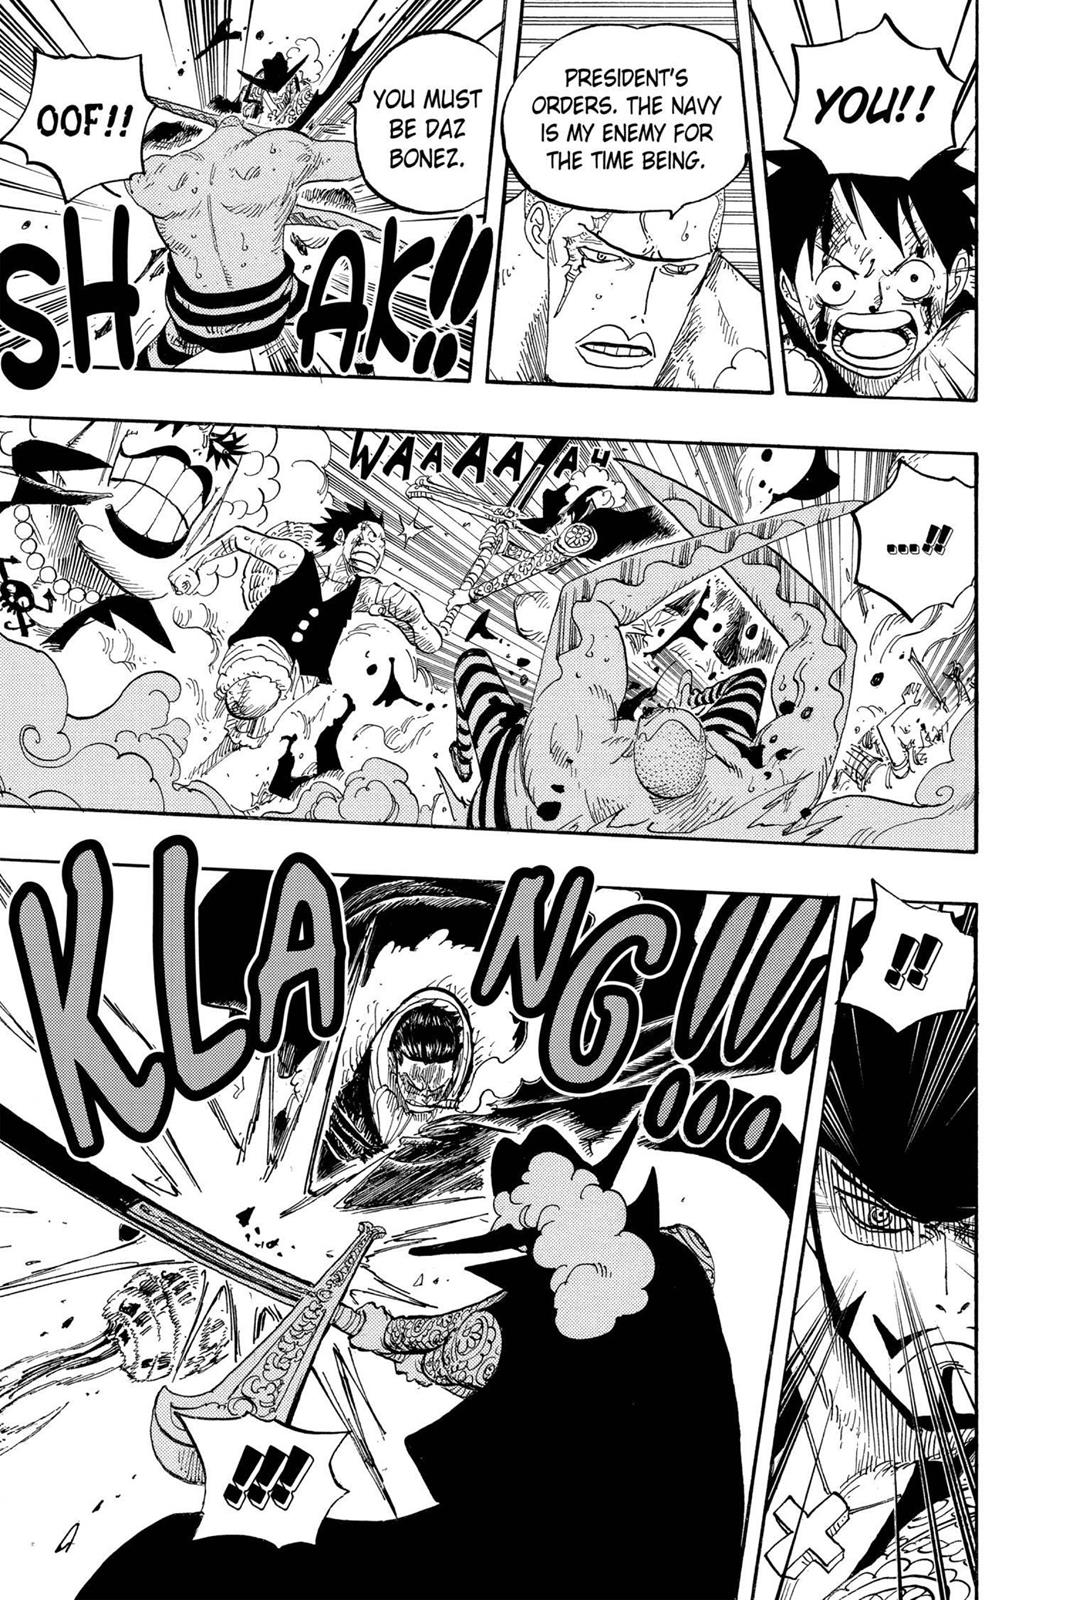 YOU!!
PRESIDENT'S
ORDERS. THE NAVY
IS MY ENEMY FOR
THE TIME BEING.
YOU MUST
BE DAZ
BONEZ.
OOF!!
SHAK!!
...!!
WAAAAAAH
!!
KLANG!!!
!!!